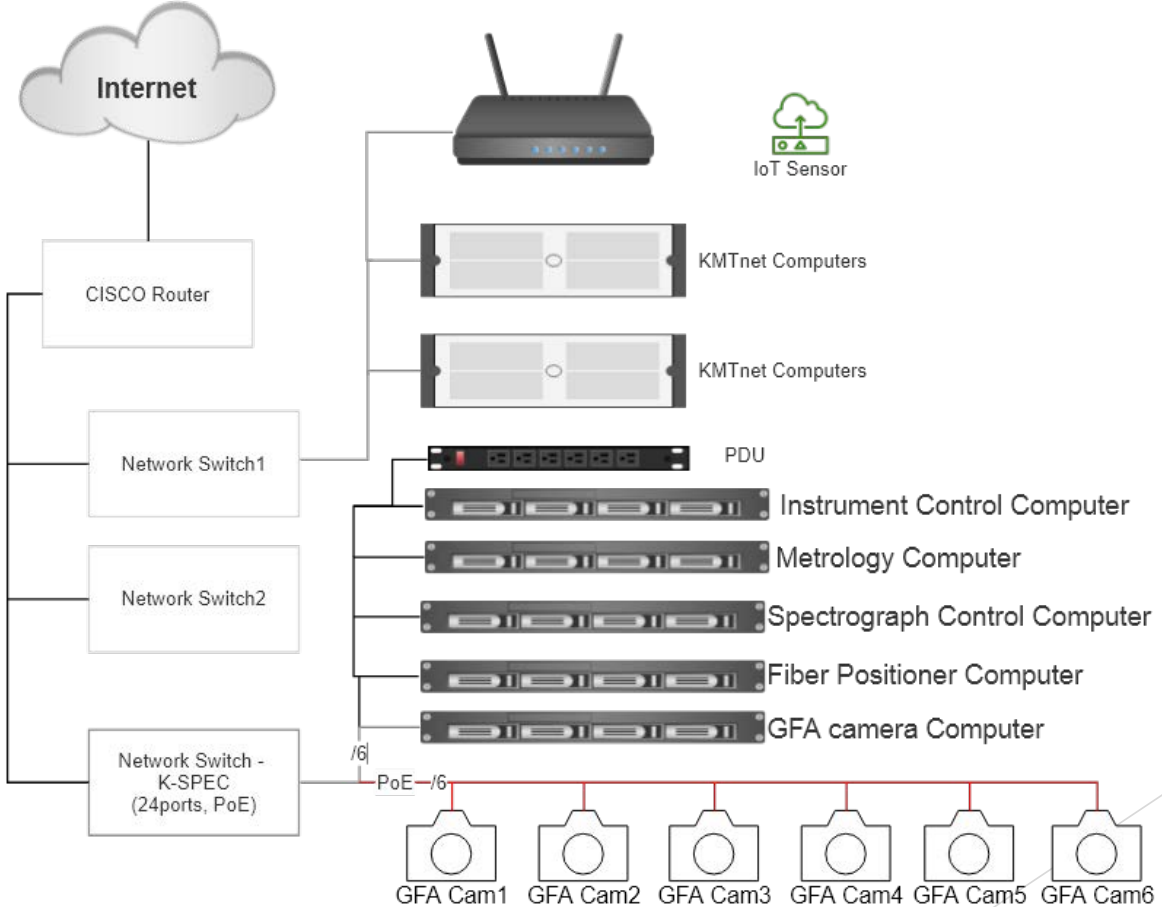 Internet
IoT Sensor
KMTnet Computers
CISCO Router
KMTnet Computers
PDU
Network Switch1
Instrument Control Computer
Metrology Computer
Network Switch2
Spectrograph Control Computer
Fiber Positioner Computer
GFA camera Computer
/6
Network Switch -
K-SPEC
(24ports, PoE)
PoE
/6
GFA Cam1
GFA Cam2
GFA Cam3
GFA Cam4
GFA Cam5
GFA Cam6